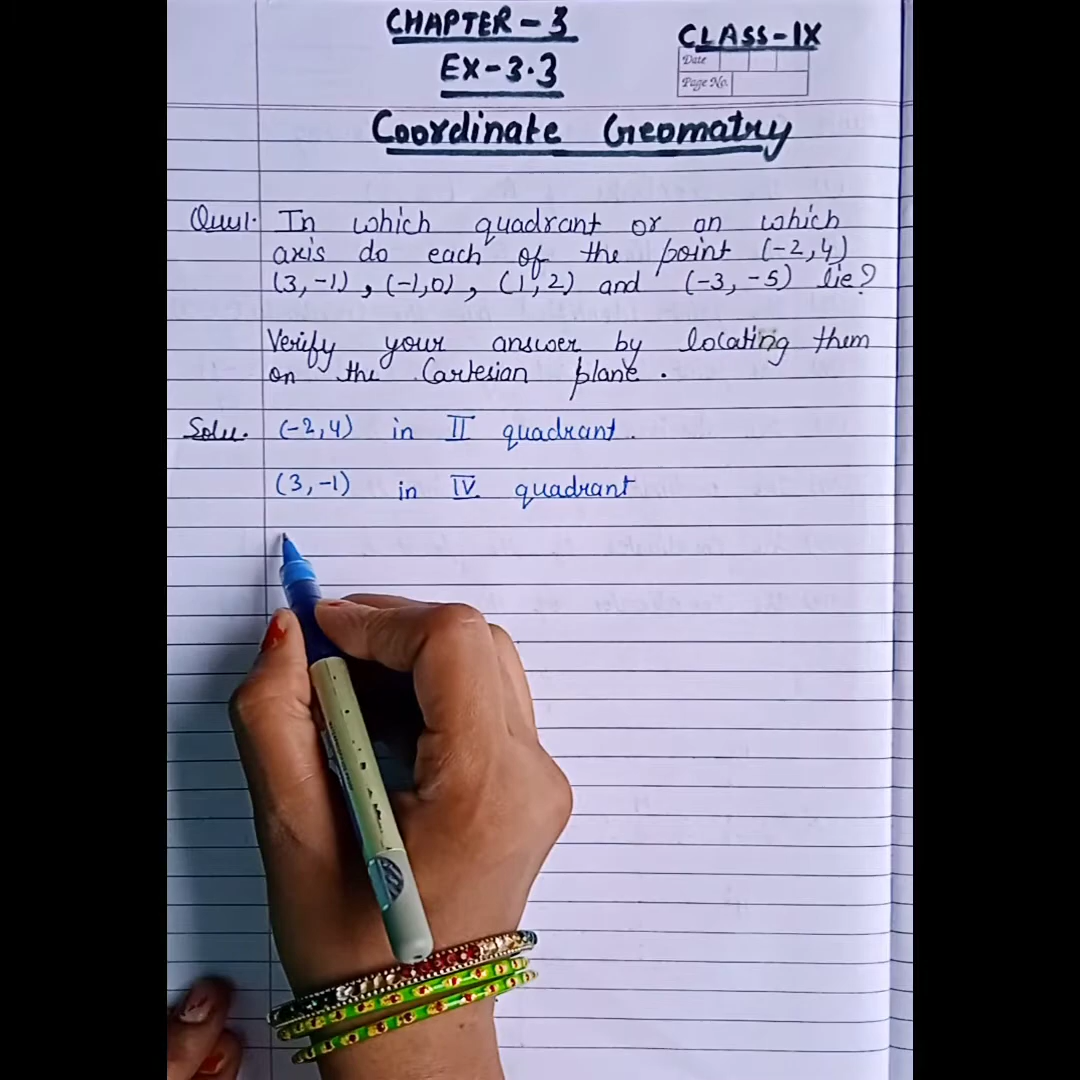 CHAPTER-3
CLASS-IX
EX-3.3
Date
Page No.
Coordinate Geomatry
Ques1. In which quadrant or on which
axis do each of the point (-2,4)
(3,-1), (-1,0), (1,2) and (-3,-5) lie?
Verify your answer by locating them
on the Cartesian plane.
Solu. (-2,4) in II quadrant.
(3,-1) in IV quadrant